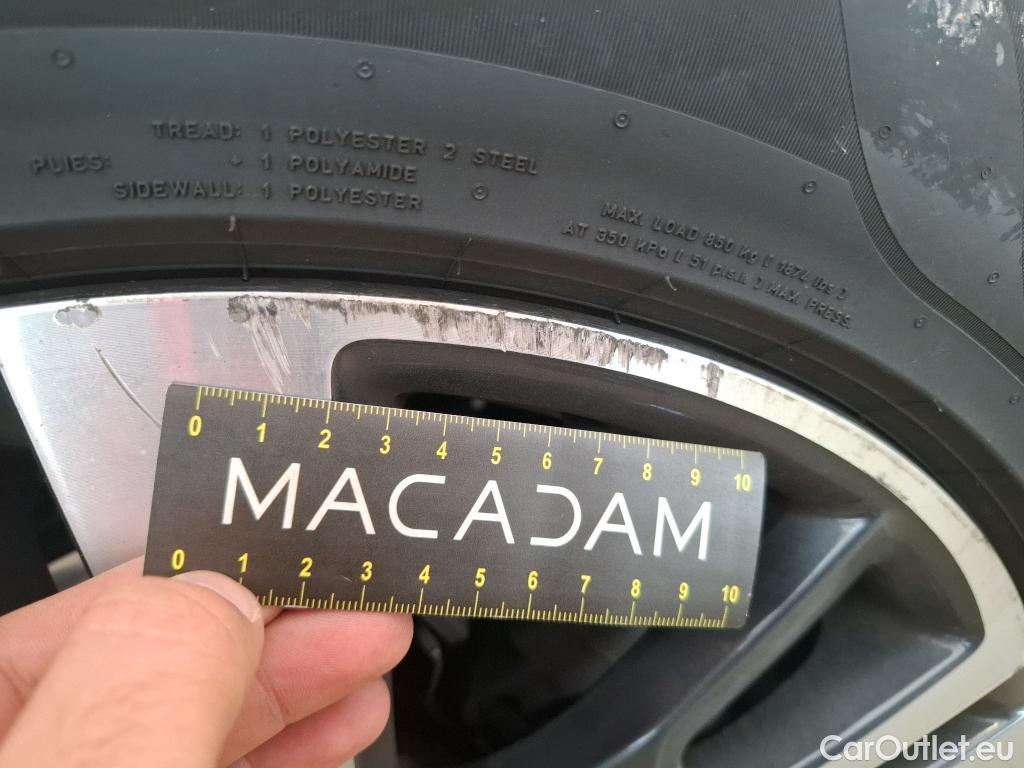 TREAD: 1 POLYESTER 2 STEEL
PLIES: + 1 POLYAMIDE
SIDEWALL: 1 POLYESTER
MAX. LOAD 850 Kg [ 1874 lbs ]
AT 350 KPa [ 51 p.s.i. ] MAX. PRESS.
0 1 2 3 4 5 6 7 8 9 10
MACADAM
0 1 2 3 4 5 6 7 8 9 10
CarOutlet.eu